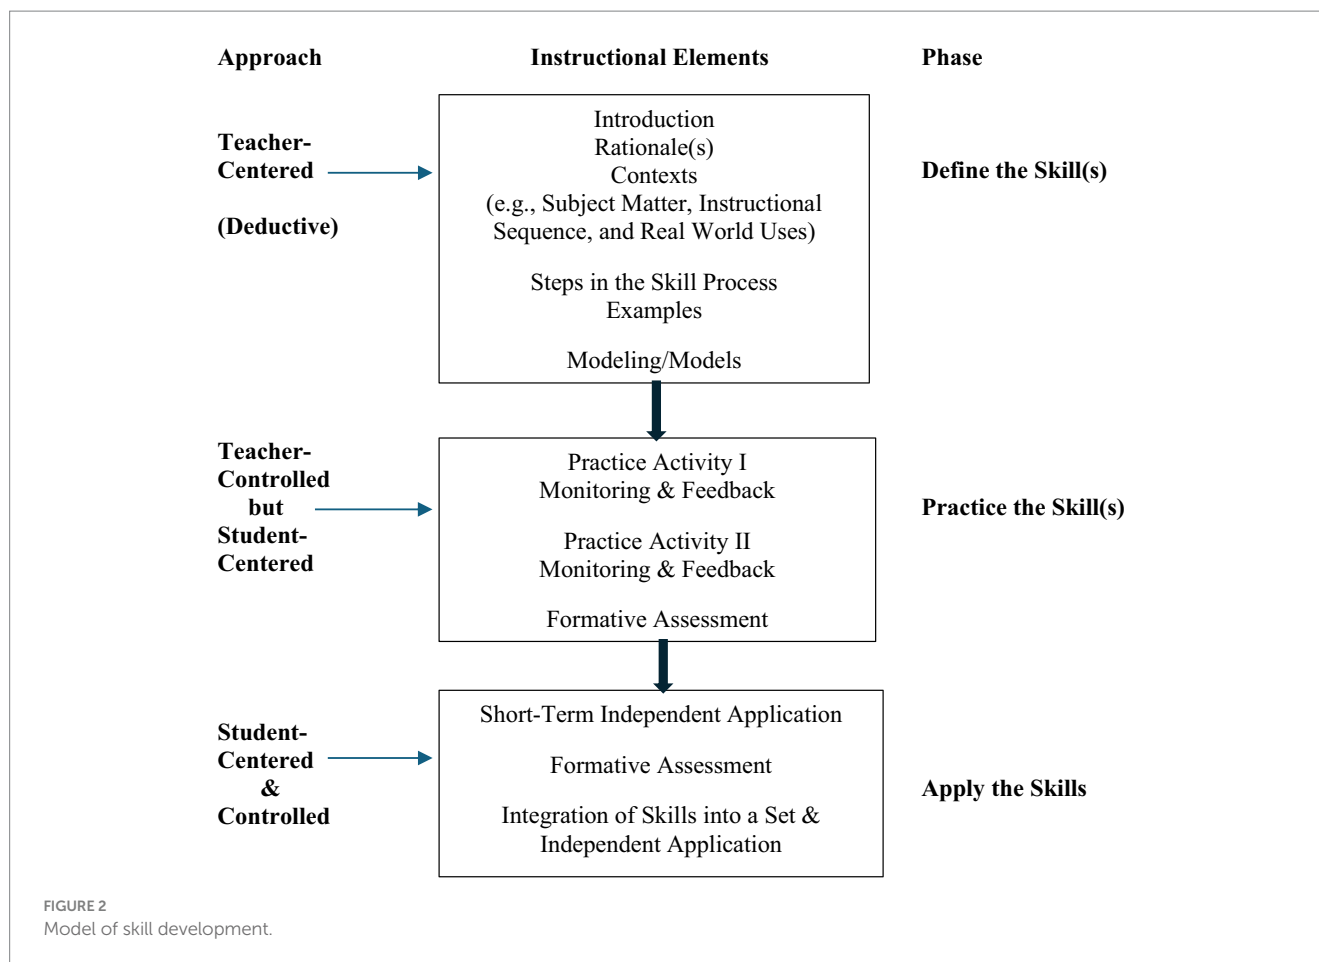 Approach
Instructional Elements
Phase
Teacher-
Centered
(Deductive)
Introduction
Rationale(s)
Contexts
(e.g., Subject Matter, Instructional
Sequence, and Real World Uses)
Steps in the Skill Process
Examples
Modeling/Models
Define the Skill(s)
Teacher-
Controlled
but
Student-
Centered
Practice Activity I
Monitoring & Feedback
Practice Activity II
Monitoring & Feedback
Formative Assessment
Practice the Skill(s)
Student-
Centered
&
Controlled
Short-Term Independent Application
Formative Assessment
Integration of Skills into a Set &
Independent Application
Apply the Skills
FIGURE 2
Model of skill development.